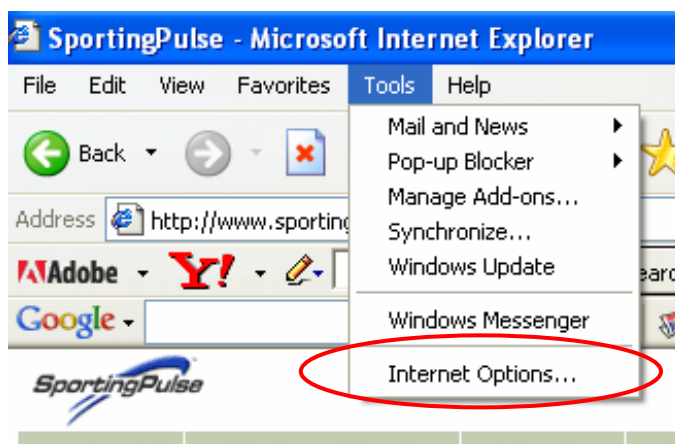 SportingPulse - Microsoft Internet Explorer
File Edit View Favorites Tools Help
Mail and News
Back Pop-up Blocker
Manage Add-ons...
Address http://www.sporting
Synchronize...
Adobe Y! Windows Update
Google Windows Messenger
SportingPulse Internet Options...